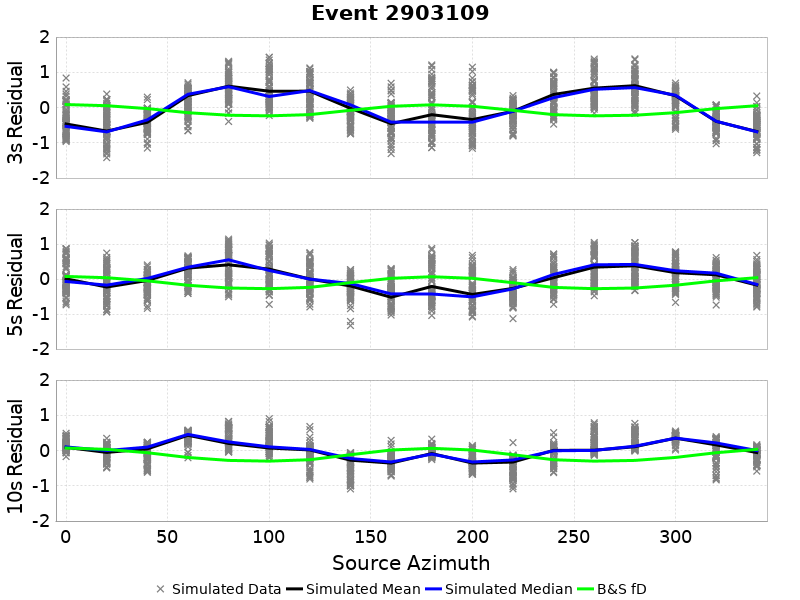 Event 2903109
3s Residual
2
1
0
-1
-2
5s Residual
2
1
0
-1
-2
10s Residual
2
1
0
-1
-2
0 50 100 150 200 250 300
Source Azimuth
Simulated Data Simulated Mean Simulated Median B&S fD